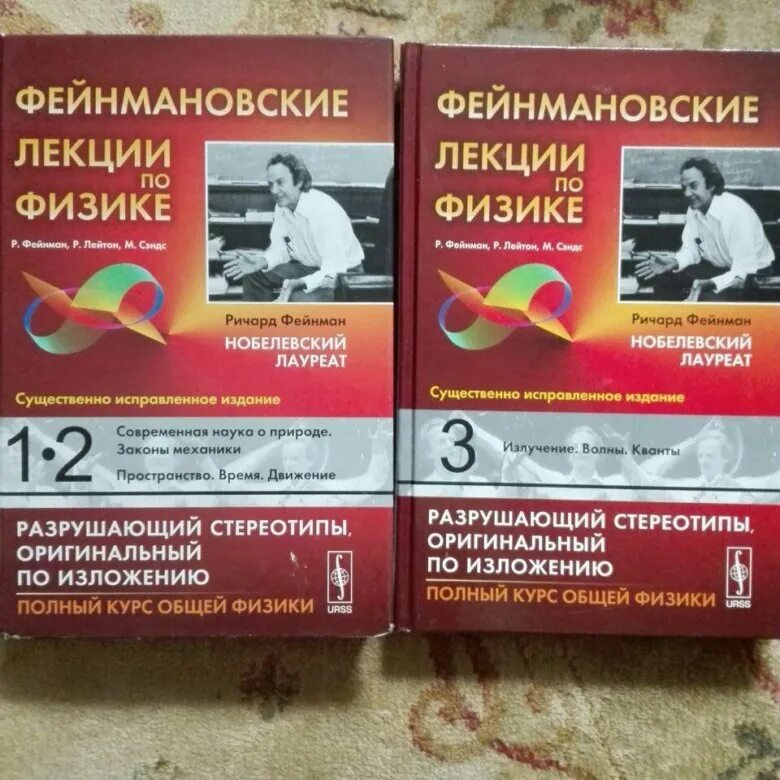 ФЕЙНМАНОВСКИЕ
ЛЕКЦИИ
ПО
ФИЗИКЕ
Р. Фейнман, Р. Лейтон, М. Сэндс
Ричард Фейнман
НОБЕЛЕВСКИЙ
ЛАУРЕАТ
Существенно исправленное издание
1•2
Современная наука о природе.
Законы механики
Пространство. Время. Движение
РАЗРУШАЮЩИЙ СТЕРЕОТИПЫ,
ОРИГИНАЛЬНЫЙ
ПО ИЗЛОЖЕНИЮ
ПОЛНЫЙ КУРС ОБЩЕЙ ФИЗИКИ
URSS
ФЕЙНМАНОВСКИЕ
ЛЕКЦИИ
ПО
ФИЗИКЕ
Р. Фейнман, Р. Лейтон, М. Сэндс
Ричард Фейнман
НОБЕЛЕВСКИЙ
ЛАУРЕАТ
Существенно исправленное издание
3
Излучение. Волны. Кванты
РАЗРУШАЮЩИЙ СТЕРЕОТИПЫ,
ОРИГИНАЛЬНЫЙ
ПО ИЗЛОЖЕНИЮ
ПОЛНЫЙ КУРС ОБЩЕЙ ФИЗИКИ
URSS